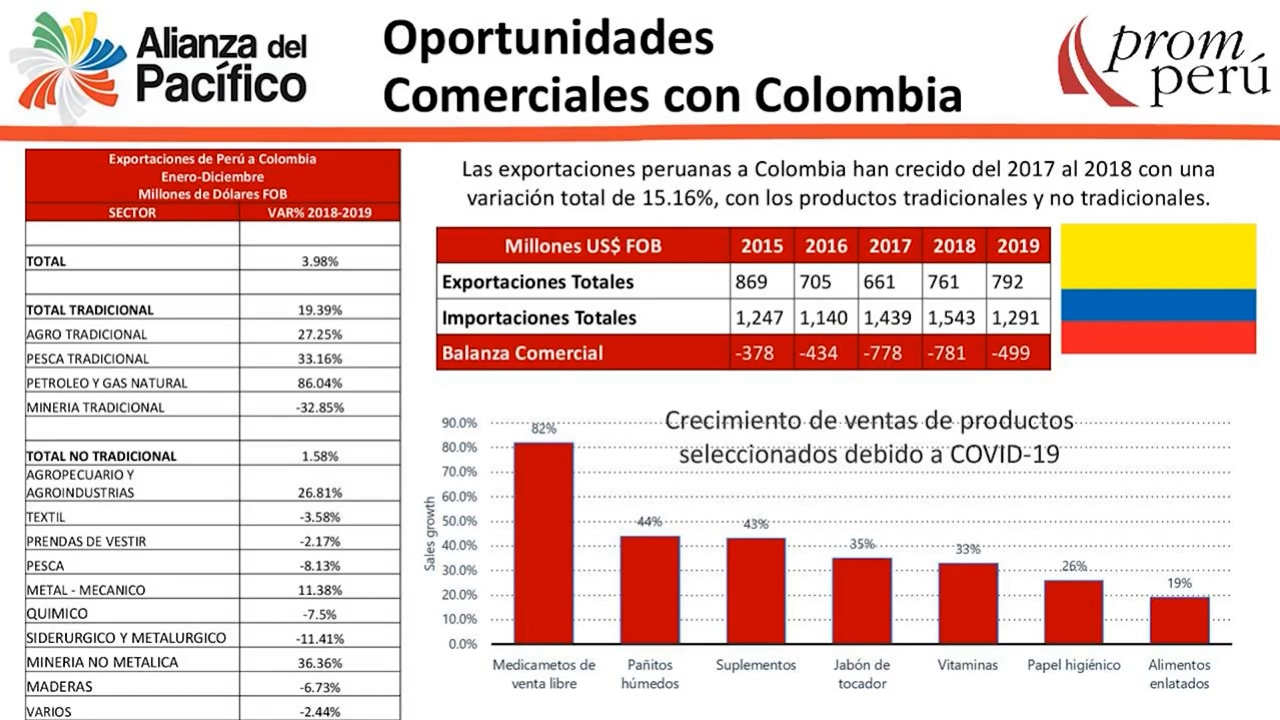 Alianza del
Pacífico
Oportunidades
Comerciales con Colombia
prom
perú
Exportaciones de Perú a Colombia
Enero-Diciembre
Millones de Dólares FOB
SECTOR VAR% 2018-2019
TOTAL 3.98%
TOTAL TRADICIONAL 19.39%
AGRO TRADICIONAL 27.25%
PESCA TRADICIONAL 33.16%
PETROLEO Y GAS NATURAL 86.04%
MINERIA TRADICIONAL -32.85%
TOTAL NO TRADICIONAL 1.58%
AGROPECUARIO Y
AGROINDUSTRIAS 26.81%
TEXTIL -3.58%
PRENDAS DE VESTIR -2.17%
PESCA -8.13%
METAL - MECANICO 11.38%
QUIMICO -7.5%
SIDERURGICO Y METALURGICO -11.41%
MINERIA NO METALICA 36.36%
MADERAS -6.73%
VARIOS -2.44%
Las exportaciones peruanas a Colombia han crecido del 2017 al 2018 con una
variación total de 15.16%, con los productos tradicionales y no tradicionales.
Millones US$ FOB 2015 2016 2017 2018 2019
Exportaciones Totales 869 705 661 761 792
Importaciones Totales 1,247 1,140 1,439 1,543 1,291
Balanza Comercial -378 -434 -778 -781 -499
Crecimiento de ventas de productos
seleccionados debido a COVID-19
Sales growth
90.0%
80.0%
70.0%
60.0%
50.0%
40.0%
30.0%
20.0%
10.0%
0.0%
82% 44% 43% 35% 33% 26% 19%
Medicametos de Pañitos Suplementos Jabón de Vitaminas Papel higiénico Alimentos
venta libre húmedos tocador enlatados